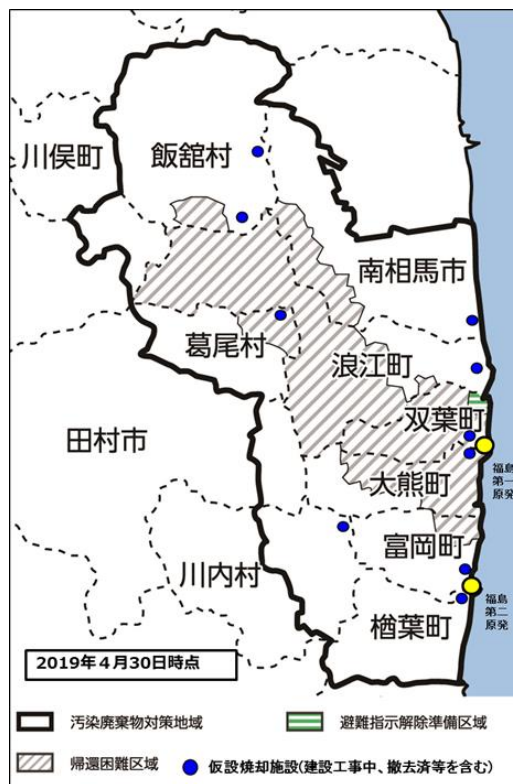 川俣町
飯舘村
南相馬市
葛尾村
浪江町
双葉町
田村市
福島
第一
原発
大熊町
富岡町
川内村
福島
第二
原発
楢葉町
2019年4月30日時点
汚染廃棄物対策地域
避難指示解除準備区域
帰還困難区域
仮設焼却施設(建設工事中、撤去済等を含む)